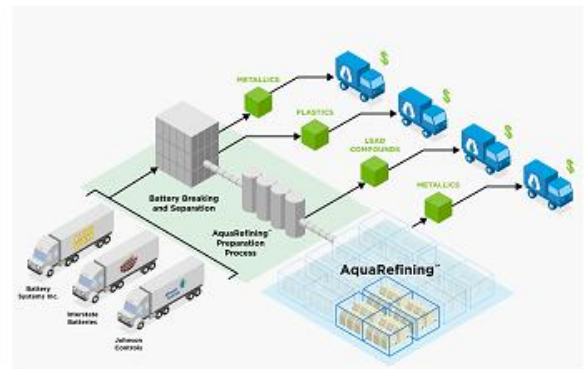 METALLICS
$
PLASTICS
$
LEAD
COMPOUNDS
$
METALLICS
$
Battery Breaking
and Separation
AquaRefining™
Preparation
Process
AquaRefining™
Battery
Systems Inc.
Interstate
Batteries
Johnson
Controls